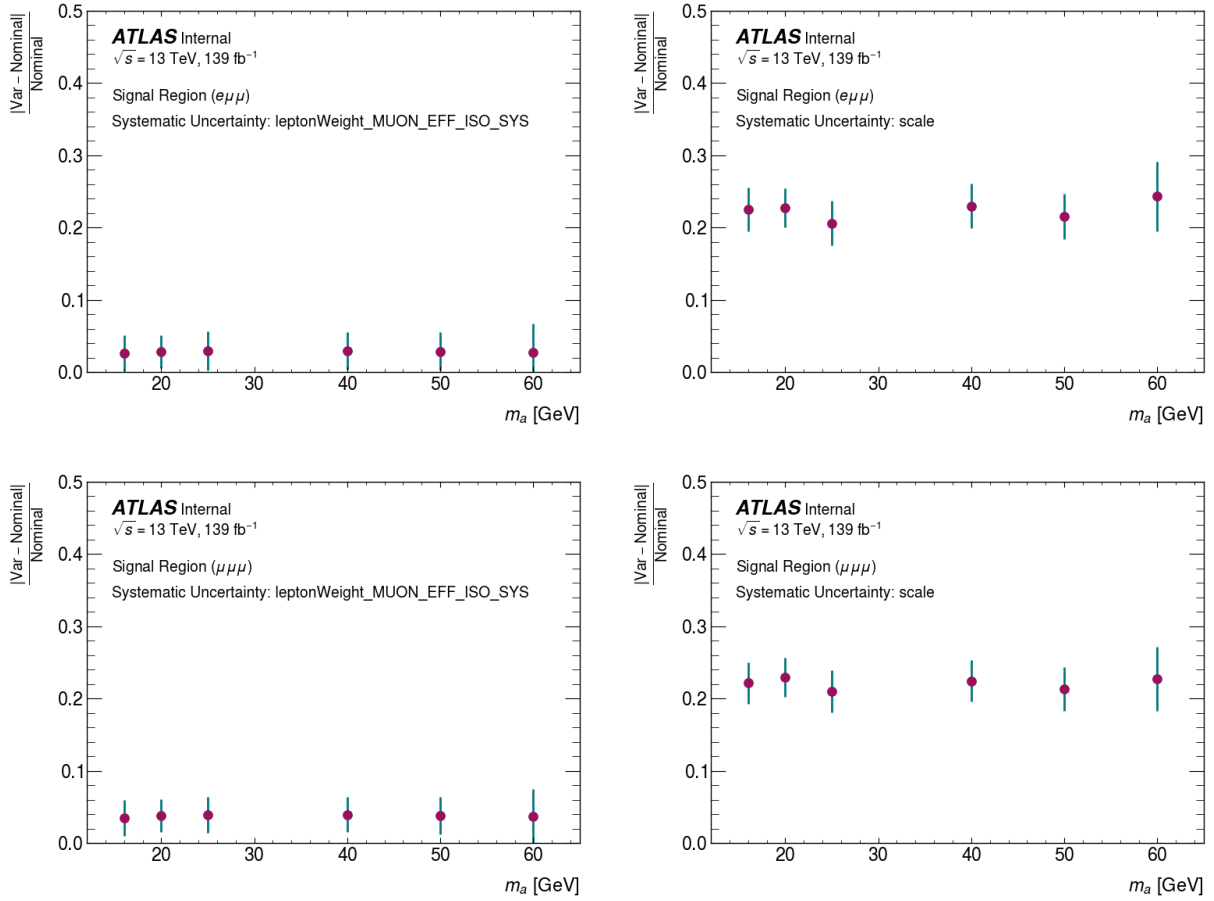 0.5
0.4
0.3
0.2
0.1
0.0
|Var − Nominal|
Nominal
ATLAS Internal
√s = 13 TeV, 139 fb⁻¹
Signal Region (eμμ)
Systematic Uncertainty: leptonWeight_MUON_EFF_ISO_SYS
20 30 40 50 60
mₐ [GeV]
0.5
0.4
0.3
0.2
0.1
0.0
|Var − Nominal|
Nominal
ATLAS Internal
√s = 13 TeV, 139 fb⁻¹
Signal Region (eμμ)
Systematic Uncertainty: scale
20 30 40 50 60
mₐ [GeV]
0.5
0.4
0.3
0.2
0.1
0.0
|Var − Nominal|
Nominal
ATLAS Internal
√s = 13 TeV, 139 fb⁻¹
Signal Region (μμμ)
Systematic Uncertainty: leptonWeight_MUON_EFF_ISO_SYS
20 30 40 50 60
mₐ [GeV]
0.5
0.4
0.3
0.2
0.1
0.0
|Var − Nominal|
Nominal
ATLAS Internal
√s = 13 TeV, 139 fb⁻¹
Signal Region (μμμ)
Systematic Uncertainty: scale
20 30 40 50 60
mₐ [GeV]